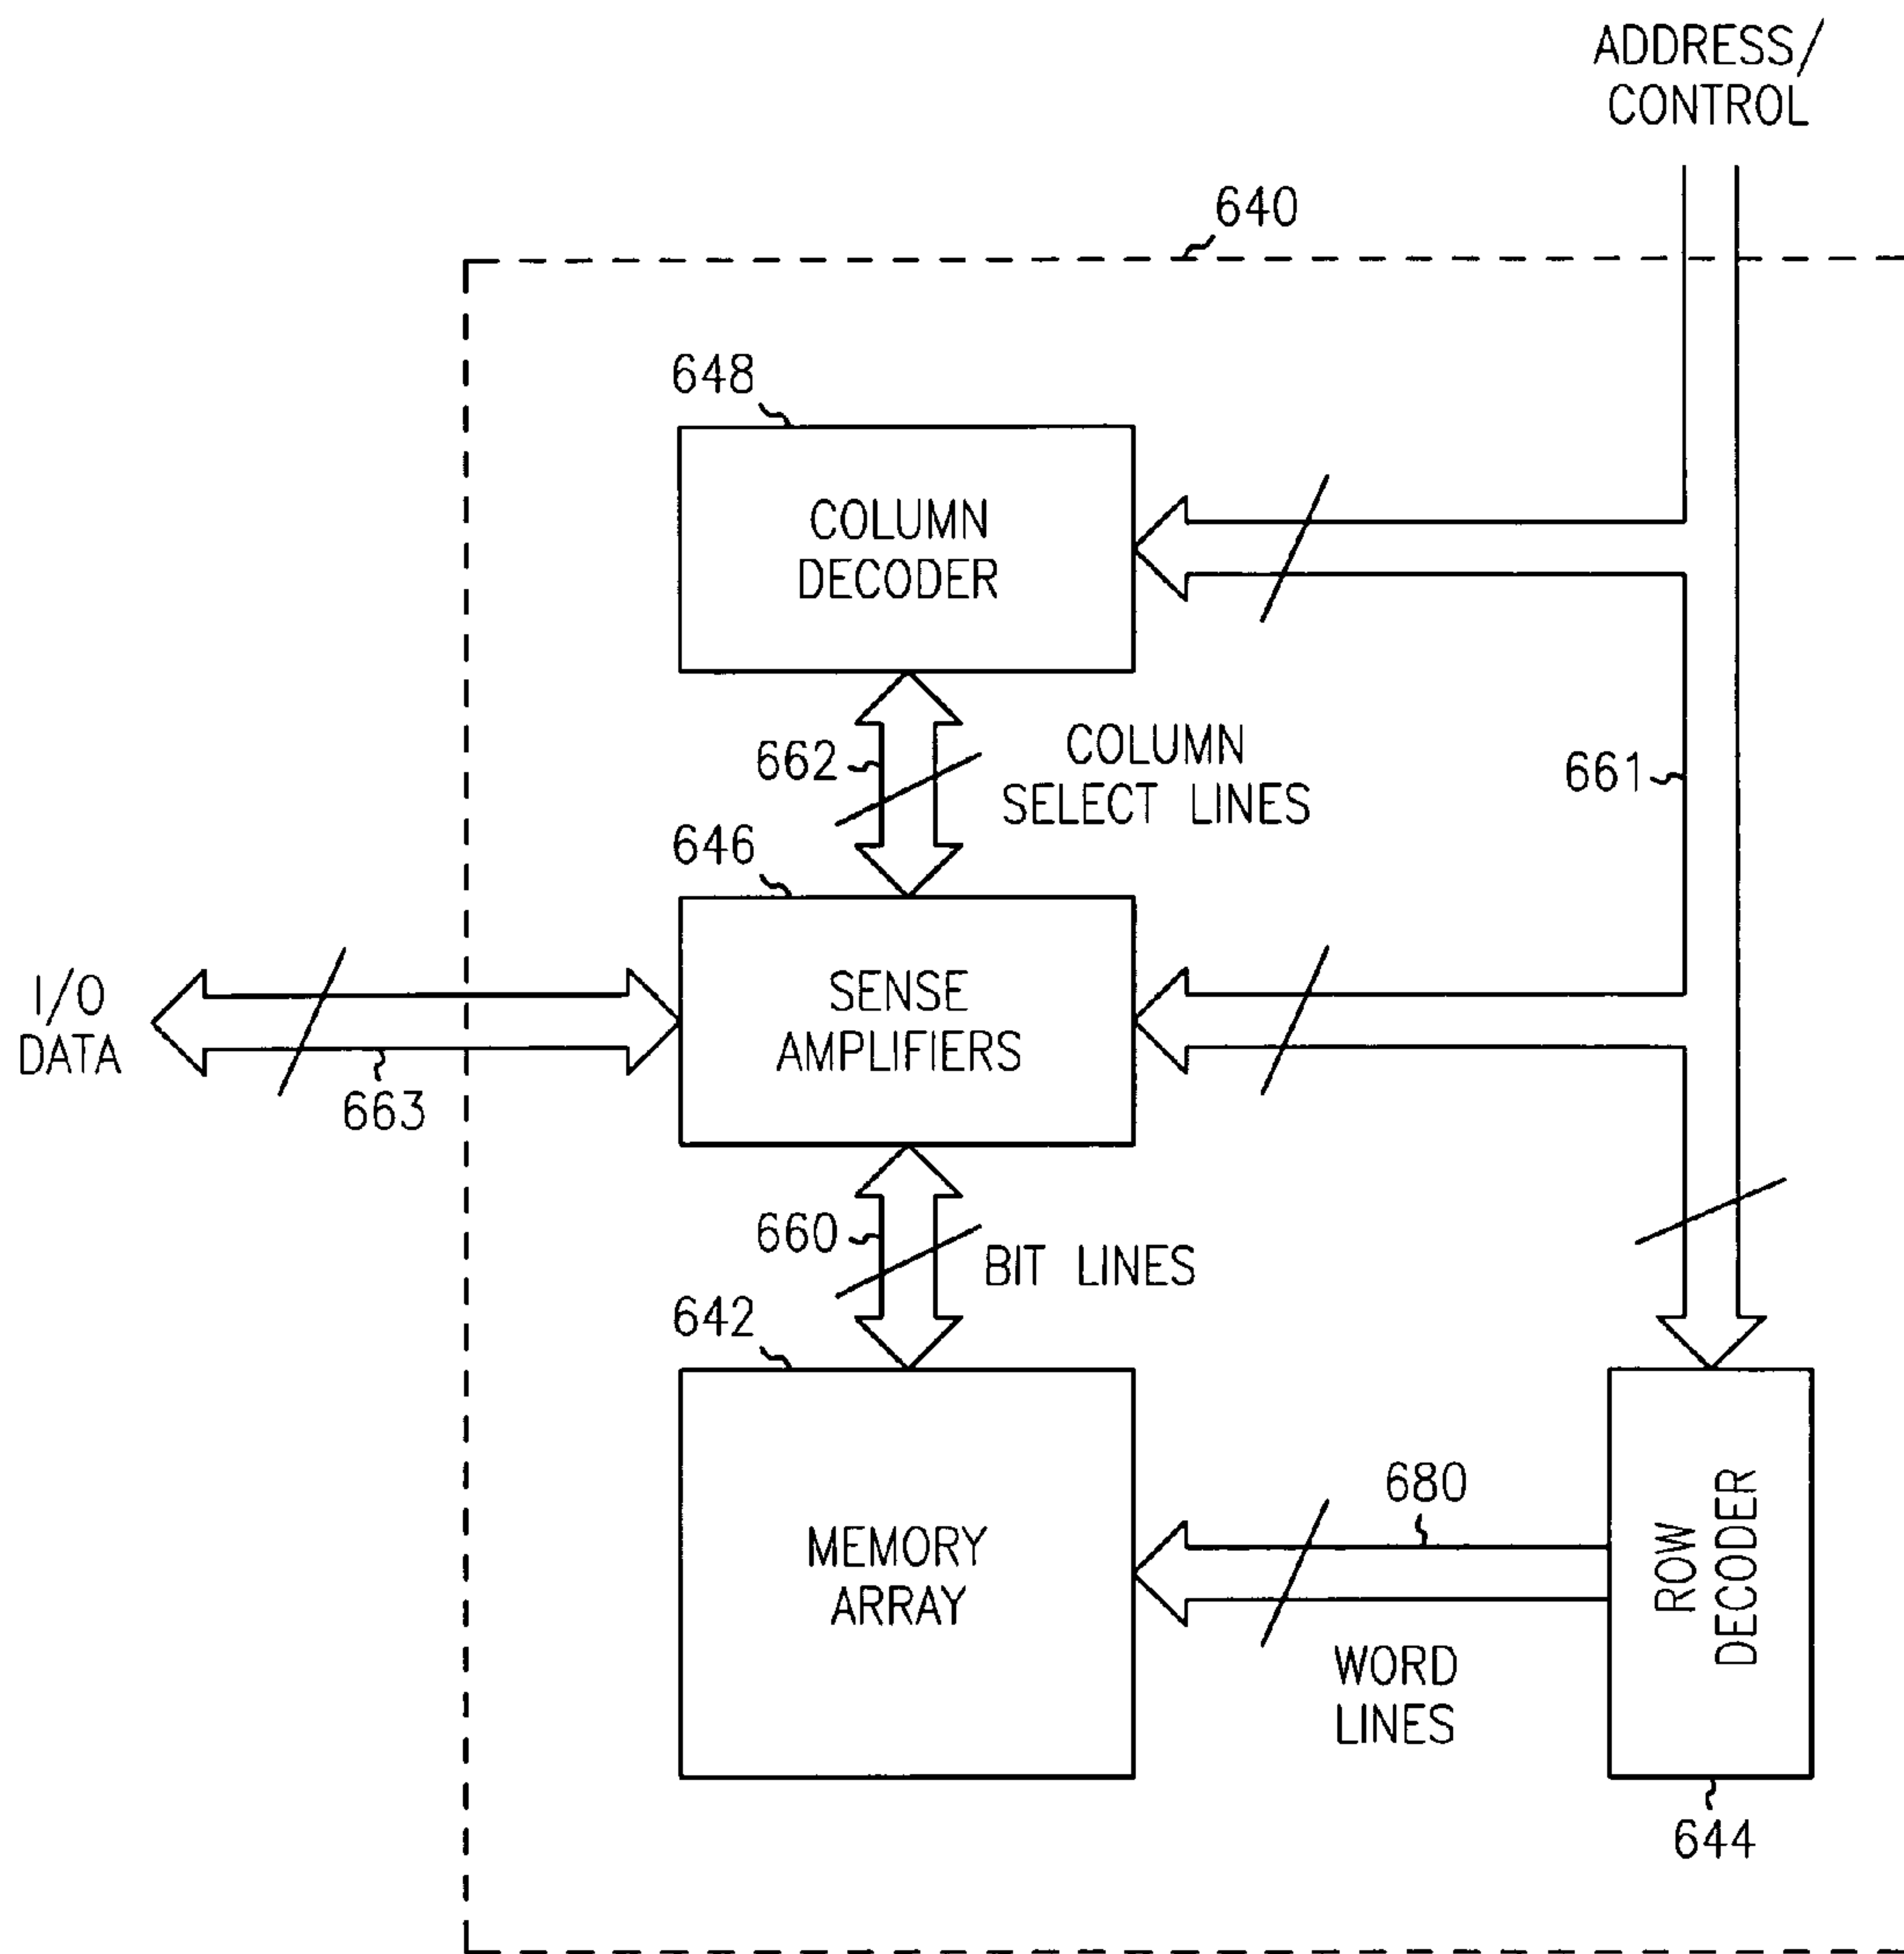 ADDRESS/
CONTROL
640
648
COLUMN
DECODER
662
COLUMN
SELECT LINES
661
646
I/O
DATA
SENSE
AMPLIFIERS
663
660
BIT LINES
642
680
MEMORY
ARRAY
ROW
DECODER
WORD
LINES
644